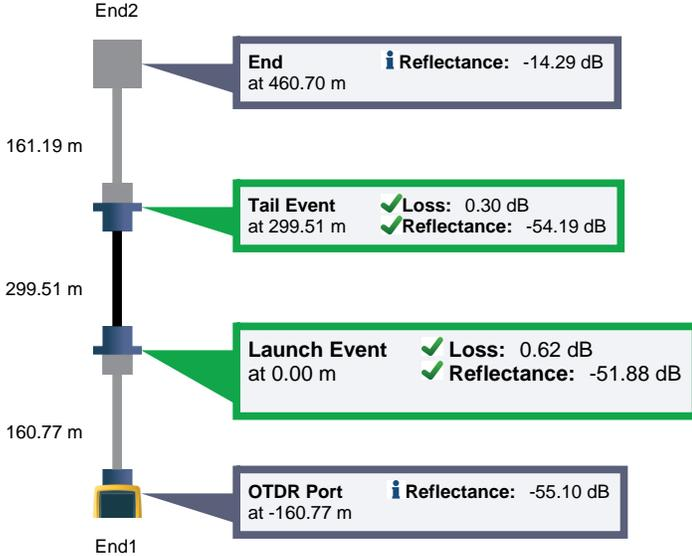 End2
End
Reflectance: -14.29 dB
at 460.70 m
161.19 m
Tail Event
Loss: 0.30 dB
at 299.51 m
Reflectance: -54.19 dB
299.51 m
Launch Event
Loss: 0.62 dB
at 0.00 m
Reflectance: -51.88 dB
160.77 m
OTDR Port
Reflectance: -55.10 dB
at -160.77 m
End1